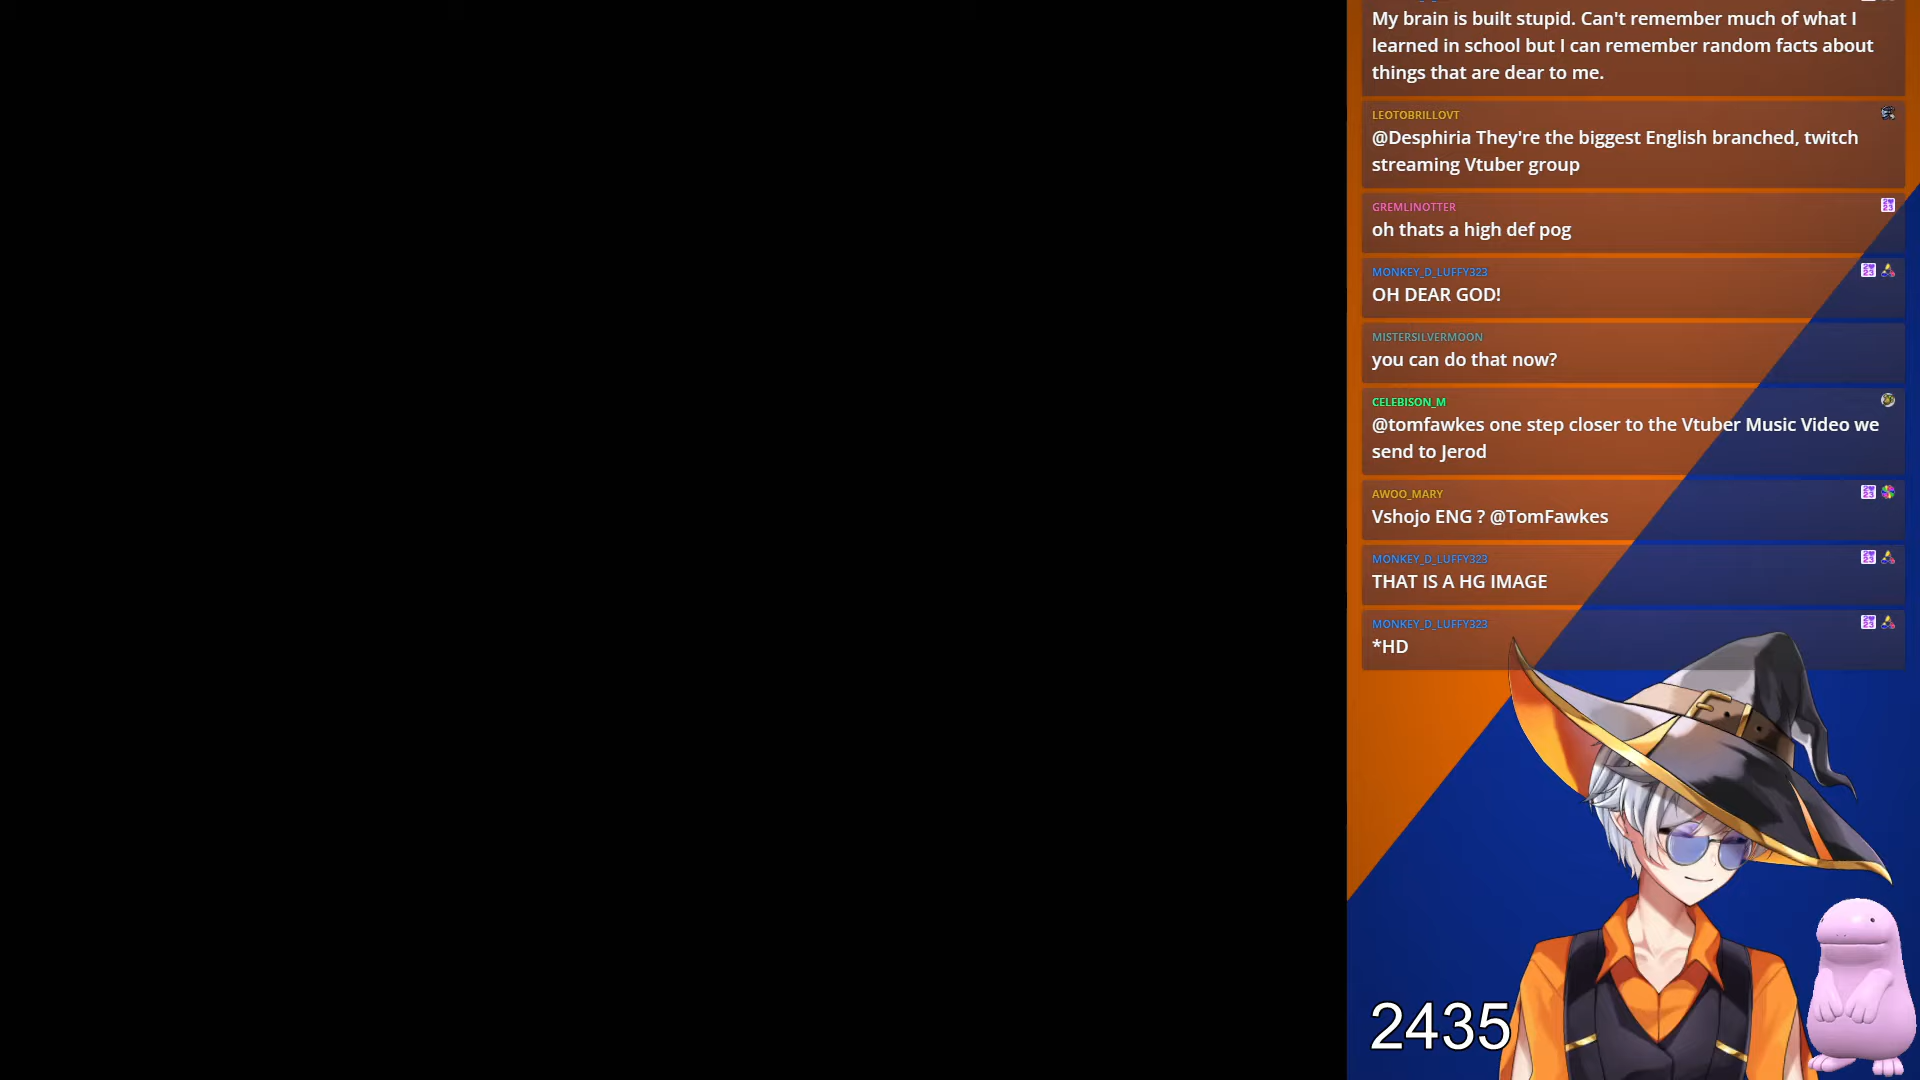 My brain is built stupid. Can't remember much of what I
learned in school but I can remember random facts about
things that are dear to me.
LEOTOBRILLOVT
@Desphiria They're the biggest English branched, twitch
streaming Vtuber group
GREMLINOTTER
oh thats a high def pog
MONKEY_D_LUFFY323
OH DEAR GOD!
MISTERSILVERMOON
you can do that now?
CELEBISON_M
@tomfawkes one step closer to the Vtuber Music Video we
send to Jerod
AWOO_MARY
Vshojo ENG ? @TomFawkes
MONKEY_D_LUFFY323
THAT IS A HG IMAGE
MONKEY_D_LUFFY323
*HD
2435